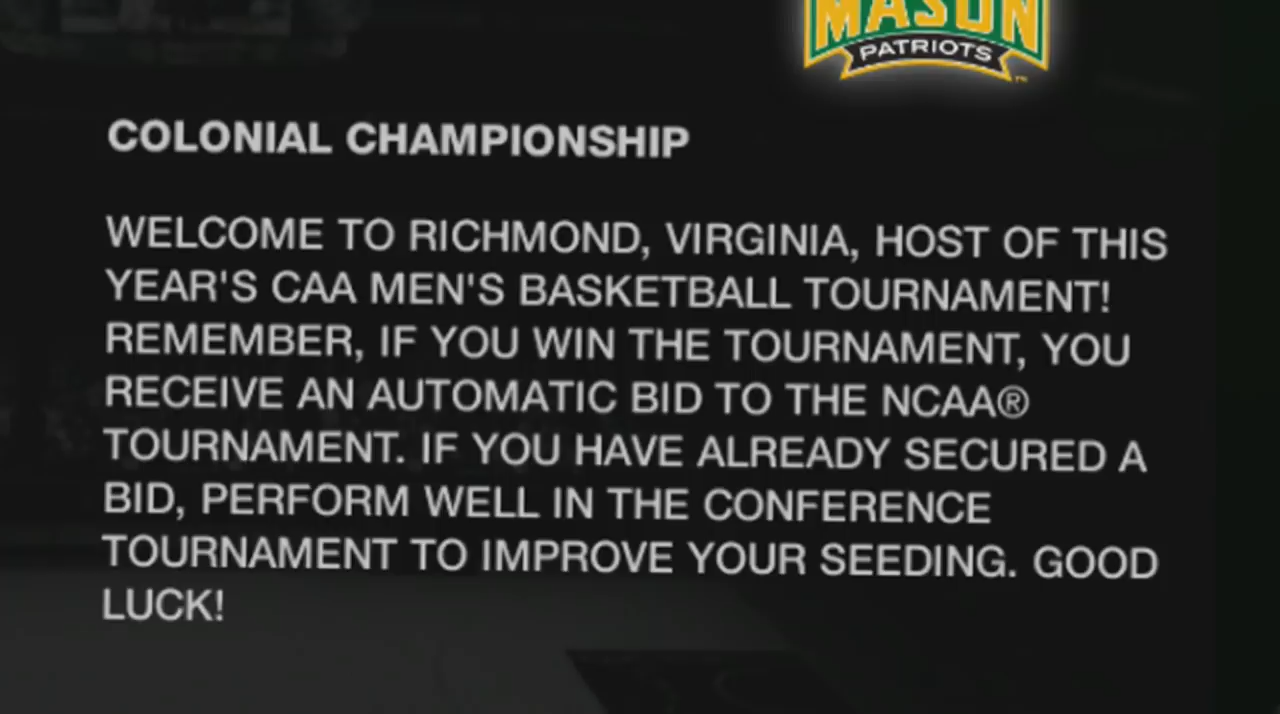 MASON
PATRIOTS
TM
COLONIAL CHAMPIONSHIP
WELCOME TO RICHMOND, VIRGINIA, HOST OF THIS
YEAR'S CAA MEN'S BASKETBALL TOURNAMENT!
REMEMBER, IF YOU WIN THE TOURNAMENT, YOU
RECEIVE AN AUTOMATIC BID TO THE NCAA®
TOURNAMENT. IF YOU HAVE ALREADY SECURED A
BID, PERFORM WELL IN THE CONFERENCE
TOURNAMENT TO IMPROVE YOUR SEEDING. GOOD
LUCK!